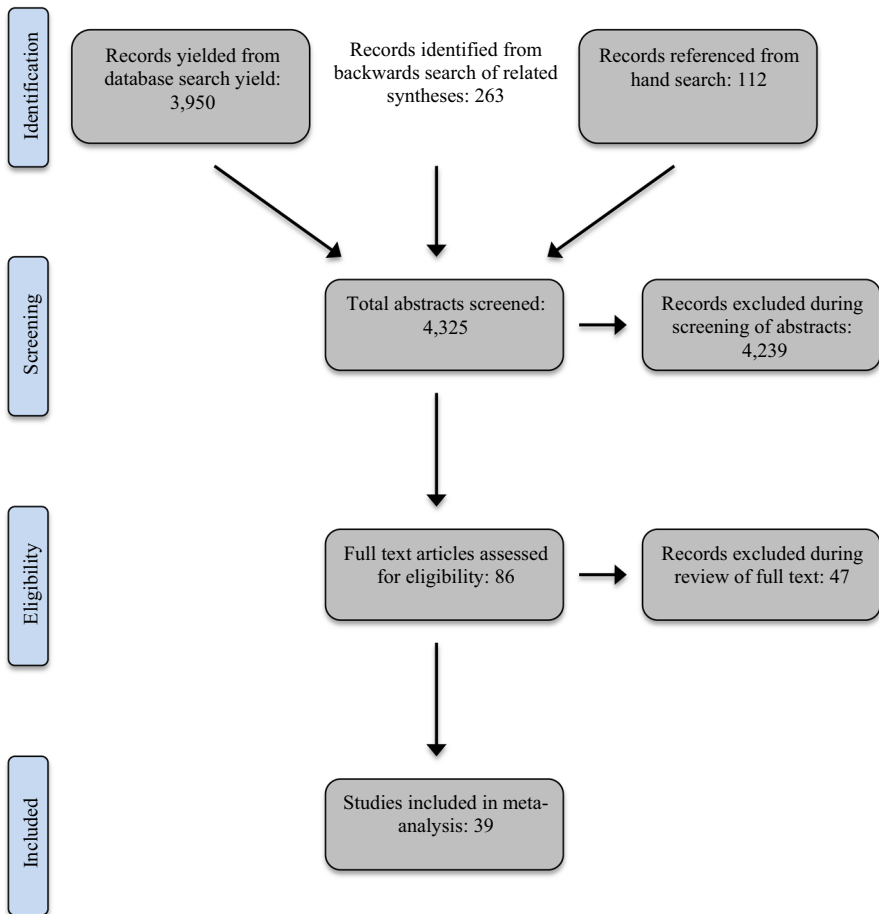 Identification
Records yielded from
database search yield:
3,950
Records identified from
backwards search of related
syntheses: 263
Records referenced from
hand search: 112
Screening
Total abstracts screened:
4,325
Records excluded during
screening of abstracts:
4,239
Eligibility
Full text articles assessed
for eligibility: 86
Records excluded during
review of full text: 47
Included
Studies included in meta-
analysis: 39